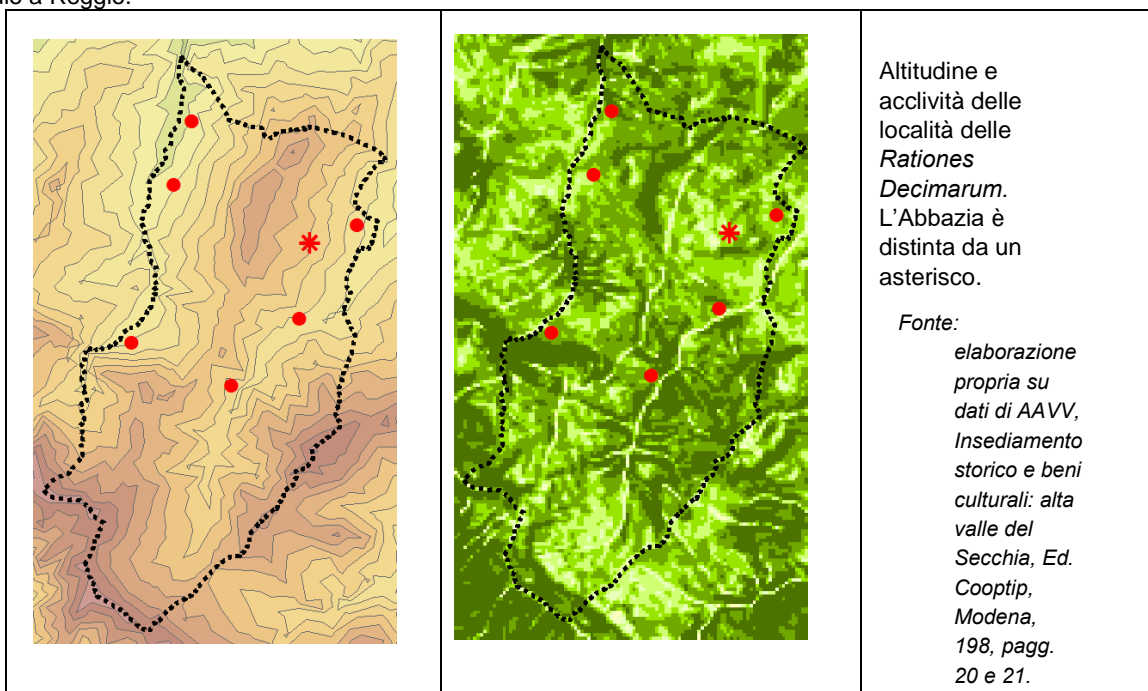 Altitudine e
acclività delle
località delle
Rationes
Decimarum.
L'Abbazia è
distinta da un
asterisco.
Fonte:
elaborazione
propria su
dati di AAVV,
Insediamento
storico e beni
culturali: alta
valle del
Secchia, Ed.
Cooptip,
Modena,
198, pagg.
20 e 21.